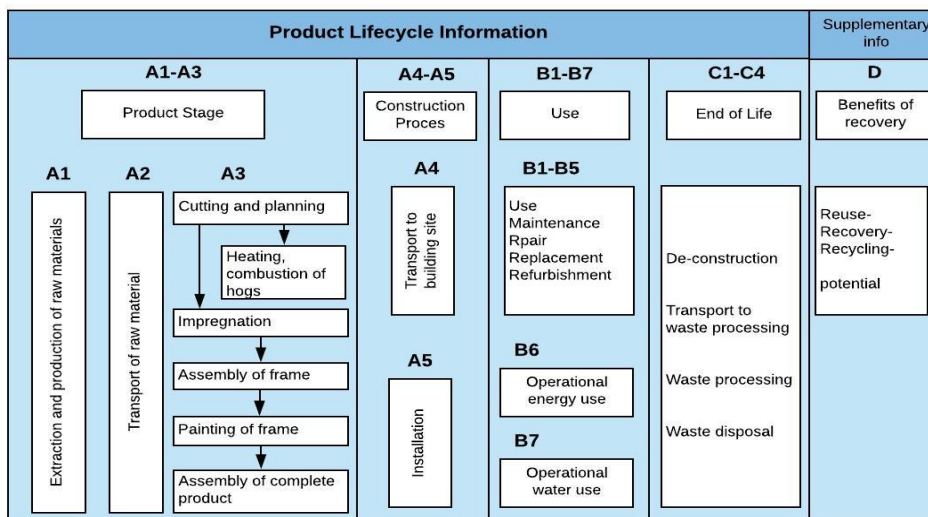 Product Lifecycle Information
Supplementary
info
A1-A3
Product Stage
A4-A5
Construction
Proces
B1-B7
Use
C1-C4
End of Life
D
Benefits of
recovery
A1
Extraction and production of raw materials
A2
Transport of raw material
A3
Cutting and planning
Heating,
combustion of
hogs
Impregnation
Assembly of frame
Painting of frame
Assembly of complete
product
A4
Transport to
building site
A5
Installation
B1-B5
Use
Maintenance
Rpair
Replacement
Refurbishment
B6
Operational
energy use
B7
Operational
water use
De-construction
Transport to
waste processing
Waste processing
Waste disposal
Reuse-
Recovery-
Recycling-
potential